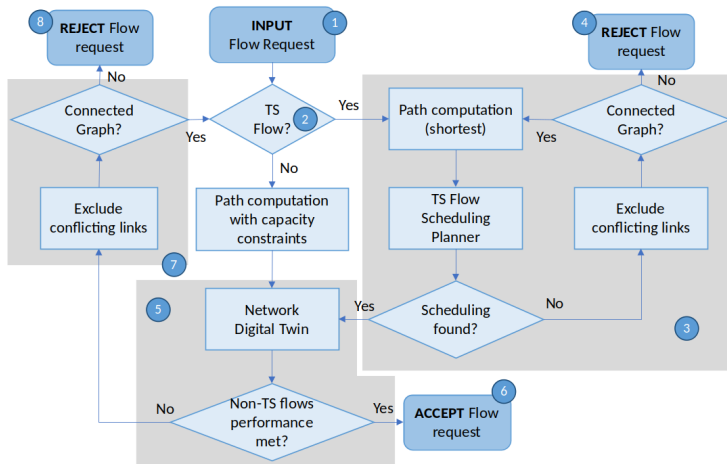 8
REJECT Flow
request
INPUT
Flow Request
1
4
REJECT Flow
request
No
No
Connected
Graph?
Yes
TS
Flow?
2
Yes
Path computation
(shortest)
Yes
Connected
Graph?
No
Exclude
conflicting links
Path computation
with capacity
constraints
TS Flow
Scheduling
Planner
Exclude
conflicting links
7
5
Network
Digital Twin
Yes
Scheduling
found?
No
3
No
Non-TS flows
performance
met?
Yes
6
ACCEPT Flow
request